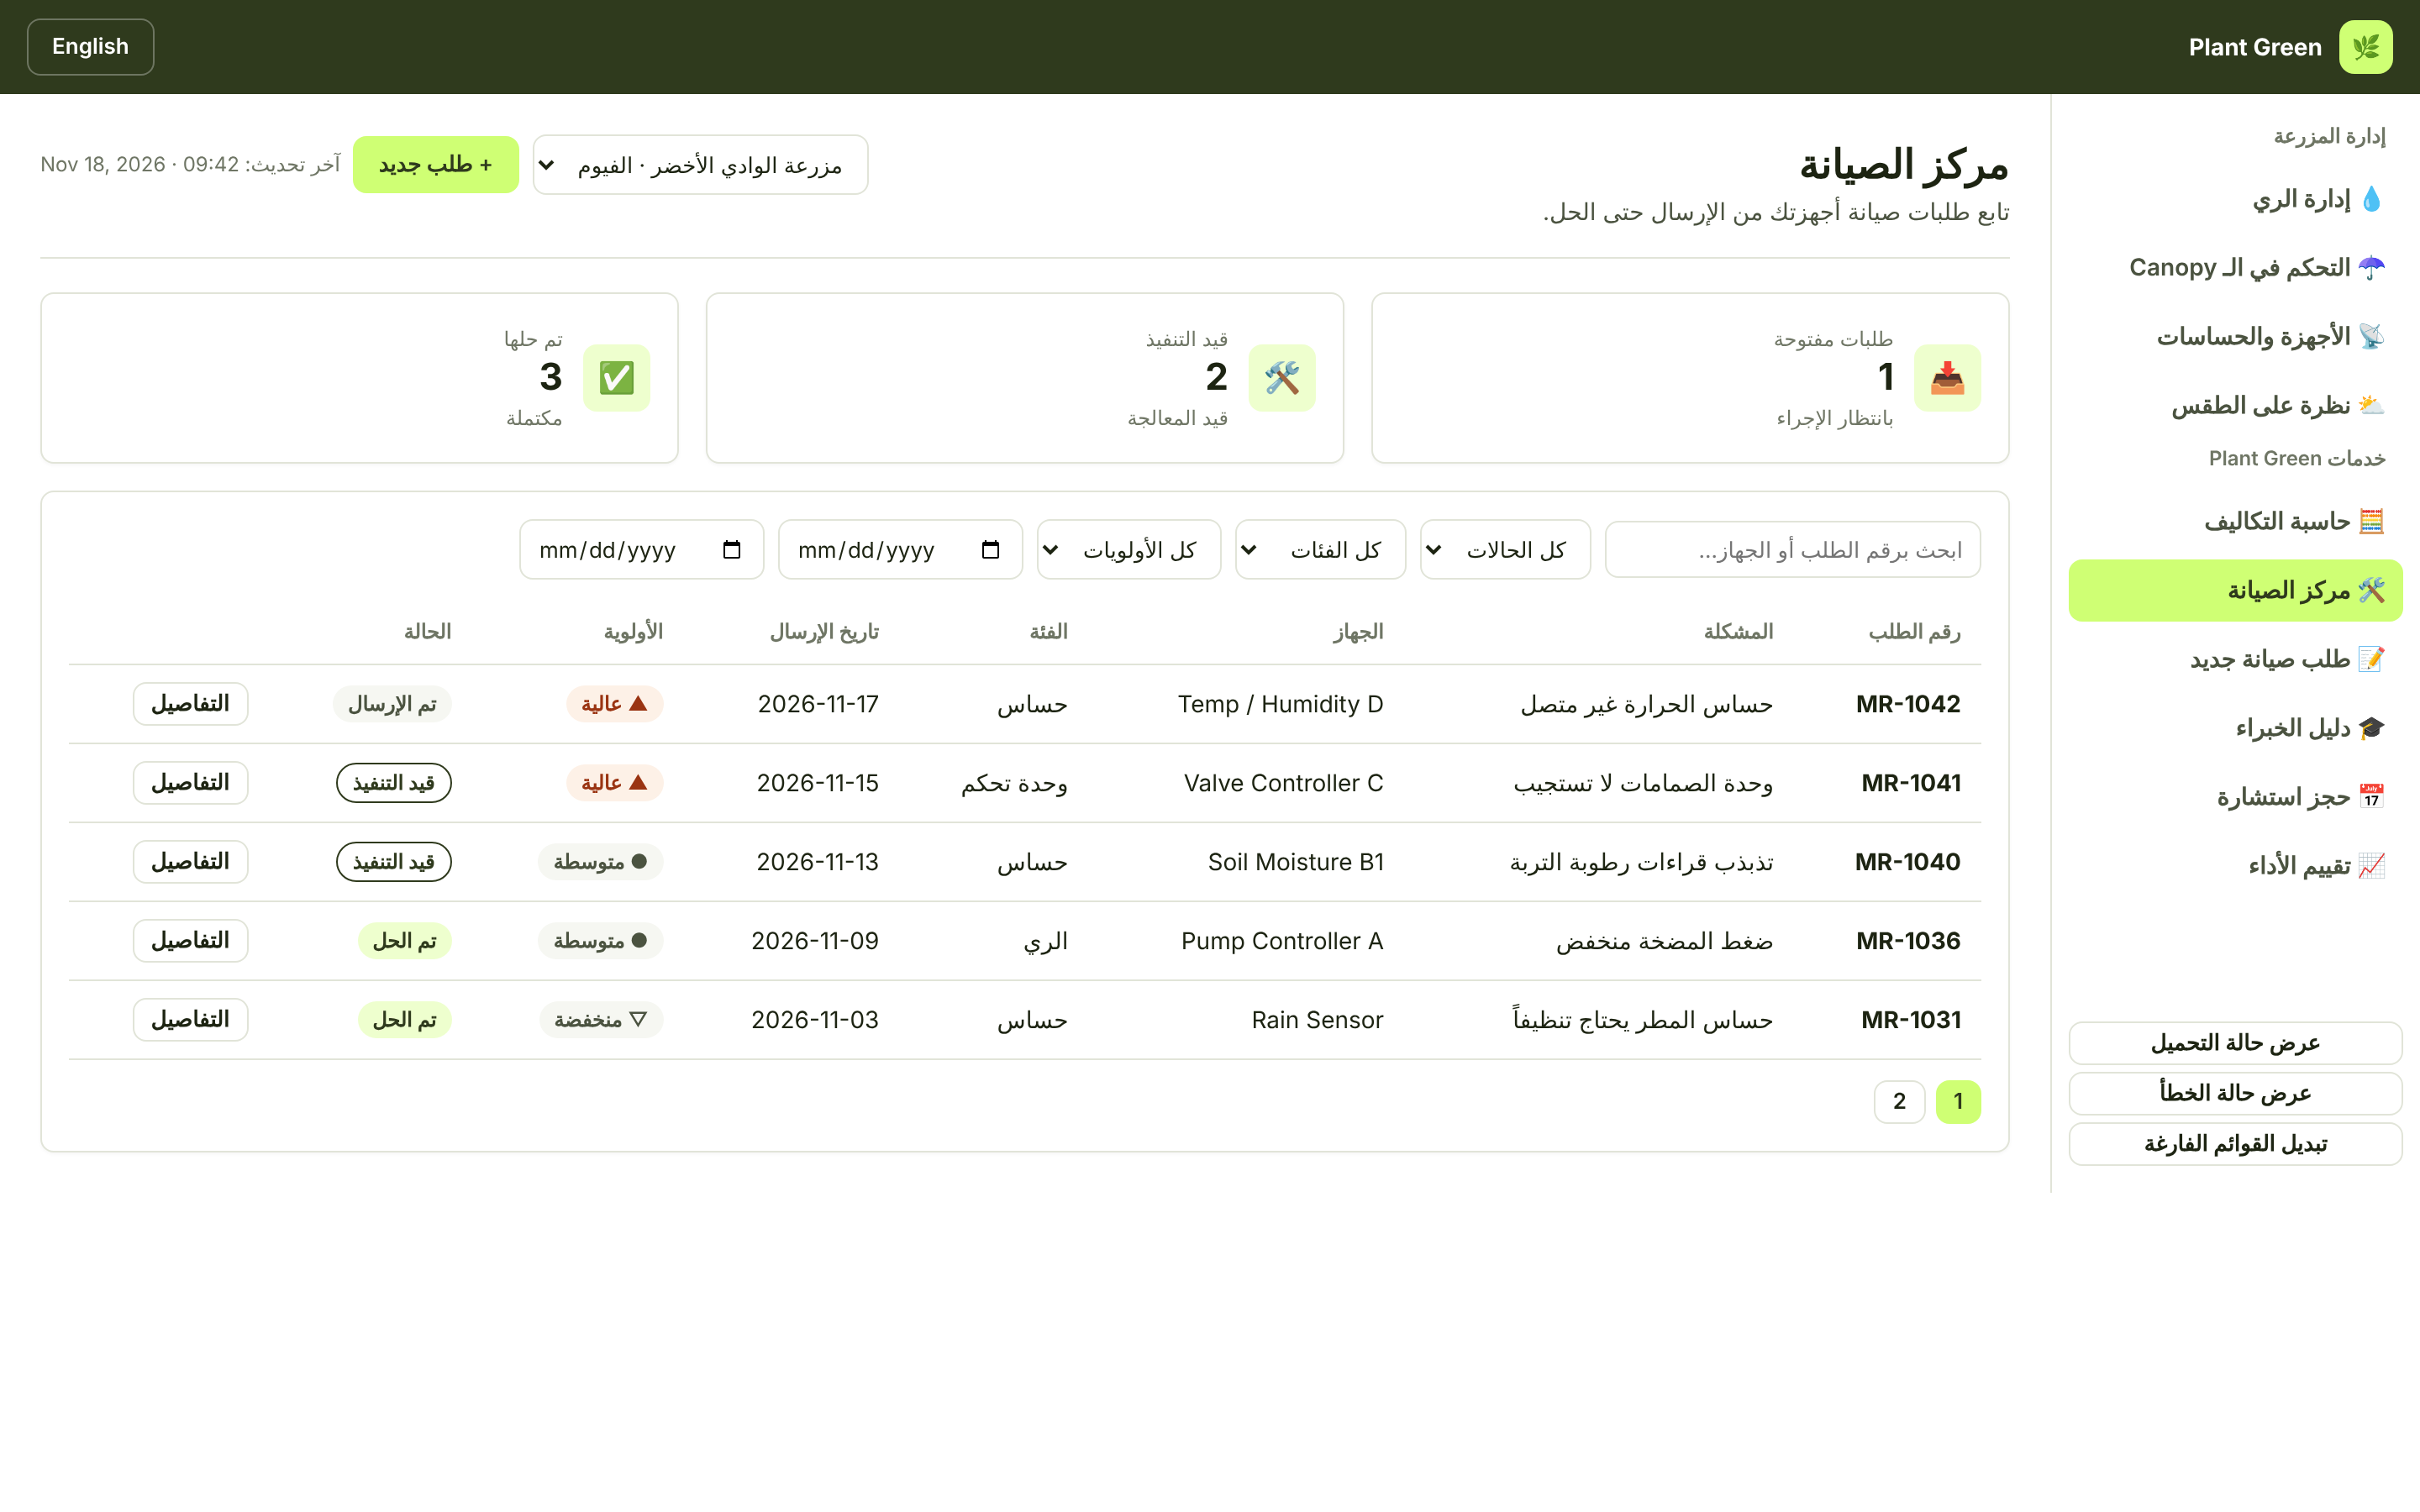 Plant Green
English
إدارة المزرعة
إدارة الري
التحكم في الـ Canopy
الأجهزة والحساسات
نظرة على الطقس
خدمات Plant Green
حاسبة التكاليف
مركز الصيانة
طلب صيانة جديد
دليل الخبراء
حجز استشارة
تقييم الأداء
عرض حالة التحميل
عرض حالة الخطأ
تبديل القوائم الفارغة
مركز الصيانة
تابع طلبات صيانة أجهزتك من الإرسال حتى الحل.
مزرعة الوادي الأخضر · الفيوم
+ طلب جديد
آخر تحديث: Nov 18, 2026 · 09:42
طلبات مفتوحة
1
بانتظار الإجراء
قيد التنفيذ
2
قيد المعالجة
تم حلها
3
مكتملة
ابحث برقم الطلب أو الجهاز...
كل الحالات
كل الفئات
كل الأولويات
mm/dd/yyyy
mm/dd/yyyy
رقم الطلب المشكلة الجهاز الفئة تاريخ الإرسال الأولوية الحالة
MR-1042 حساس الحرارة غير متصل Temp / Humidity D حساس 2026-11-17 ▲ عالية تم الإرسال التفاصيل
MR-1041 وحدة الصمامات لا تستجيب Valve Controller C وحدة تحكم 2026-11-15 ▲ عالية قيد التنفيذ التفاصيل
MR-1040 تذبذب قراءات رطوبة التربة Soil Moisture B1 حساس 2026-11-13 ● متوسطة قيد التنفيذ التفاصيل
MR-1036 ضغط المضخة منخفض Pump Controller A الري 2026-11-09 ● متوسطة تم الحل التفاصيل
MR-1031 حساس المطر يحتاج تنظيفاً Rain Sensor حساس 2026-11-03 ▽ منخفضة تم الحل التفاصيل
1 2